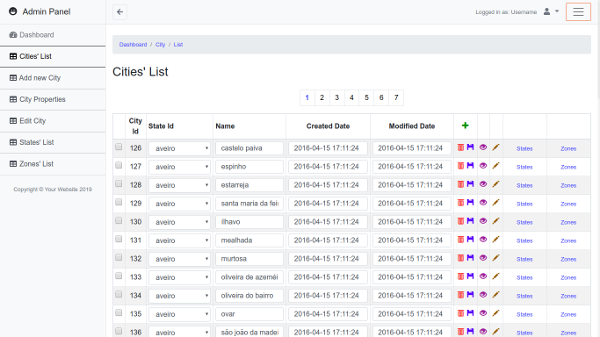 Admin Panel
Logged in as: Username
Dashboard
Cities' List
Add new City
City Properties
Edit City
States' List
Zones' List
Copyright © Your Website 2019
Dashboard / City / List
Cities' List
1 2 3 4 5 6 7
City Id State Id Name Created Date Modified Date
126 aveiro castelo paiva 2016-04-15 17:11:24 2016-04-15 17:11:24 States Zones
127 aveiro espinho 2016-04-15 17:11:24 2016-04-15 17:11:24 States Zones
128 aveiro estarreja 2016-04-15 17:11:24 2016-04-15 17:11:24 States Zones
129 aveiro santa maria da fei 2016-04-15 17:11:24 2016-04-15 17:11:24 States Zones
130 aveiro ilhavo 2016-04-15 17:11:24 2016-04-15 17:11:24 States Zones
131 aveiro mealhada 2016-04-15 17:11:24 2016-04-15 17:11:24 States Zones
132 aveiro murtosa 2016-04-15 17:11:24 2016-04-15 17:11:24 States Zones
133 aveiro oliveira de azeméi 2016-04-15 17:11:24 2016-04-15 17:11:24 States Zones
134 aveiro oliveira do bairro 2016-04-15 17:11:24 2016-04-15 17:11:24 States Zones
135 aveiro ovar 2016-04-15 17:11:24 2016-04-15 17:11:24 States Zones
136 aveiro são joão da madei 2016-04-15 17:11:24 2016-04-15 17:11:24 States Zones